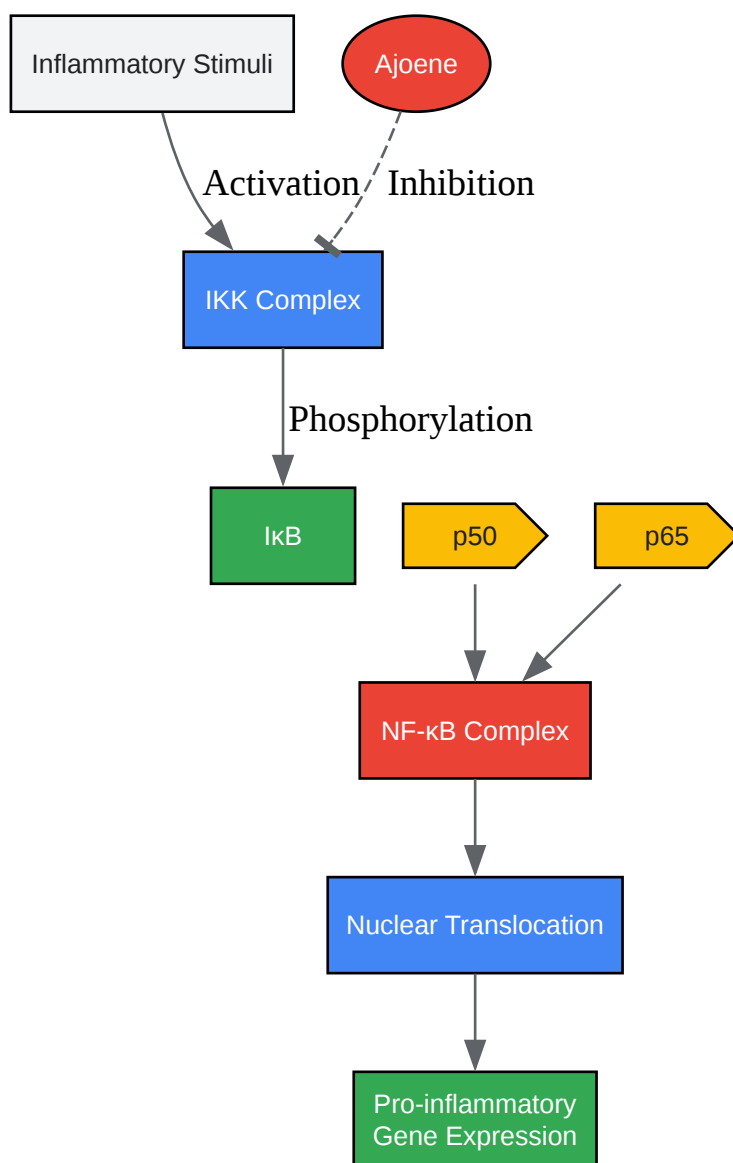 Inflammatory Stimuli
Ajoene
Activation
Inhibition
IKK Complex
Phosphorylation
IκB
p50
p65
NF-κB Complex
Nuclear Translocation
Pro-inflammatory
Gene Expression